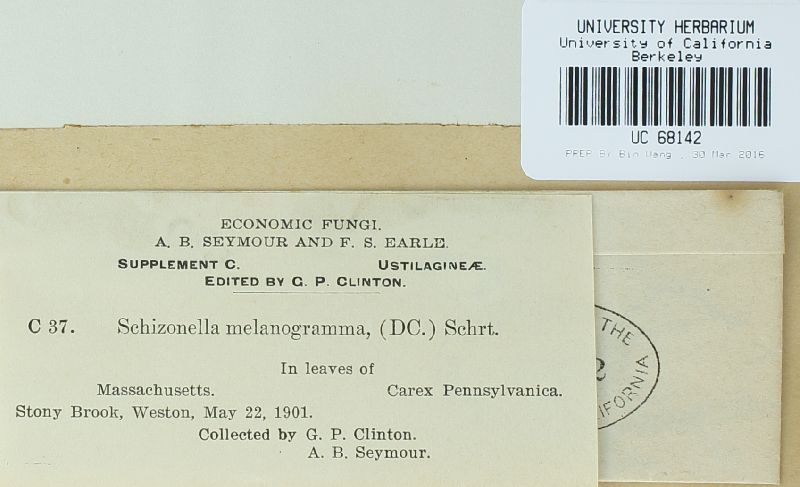 UNIVERSITY HERBARIUM
University of California
Berkeley
UC 68142
PREP By Bin Wang , 30 Mar 2016
ECONOMIC FUNGI.
A. B. SEYMOUR AND F. S. EARLE.
SUPPLEMENT C. USTILAGINEÆ.
EDITED BY G. P. CLINTON.
C 37. Schizonella melanogramma, (DC.) Schrt.
In leaves of
Massachusetts. Carex Pennsylvanica.
Stony Brook, Weston, May 22, 1901.
Collected by G. P. Clinton.
A. B. Seymour.
THE